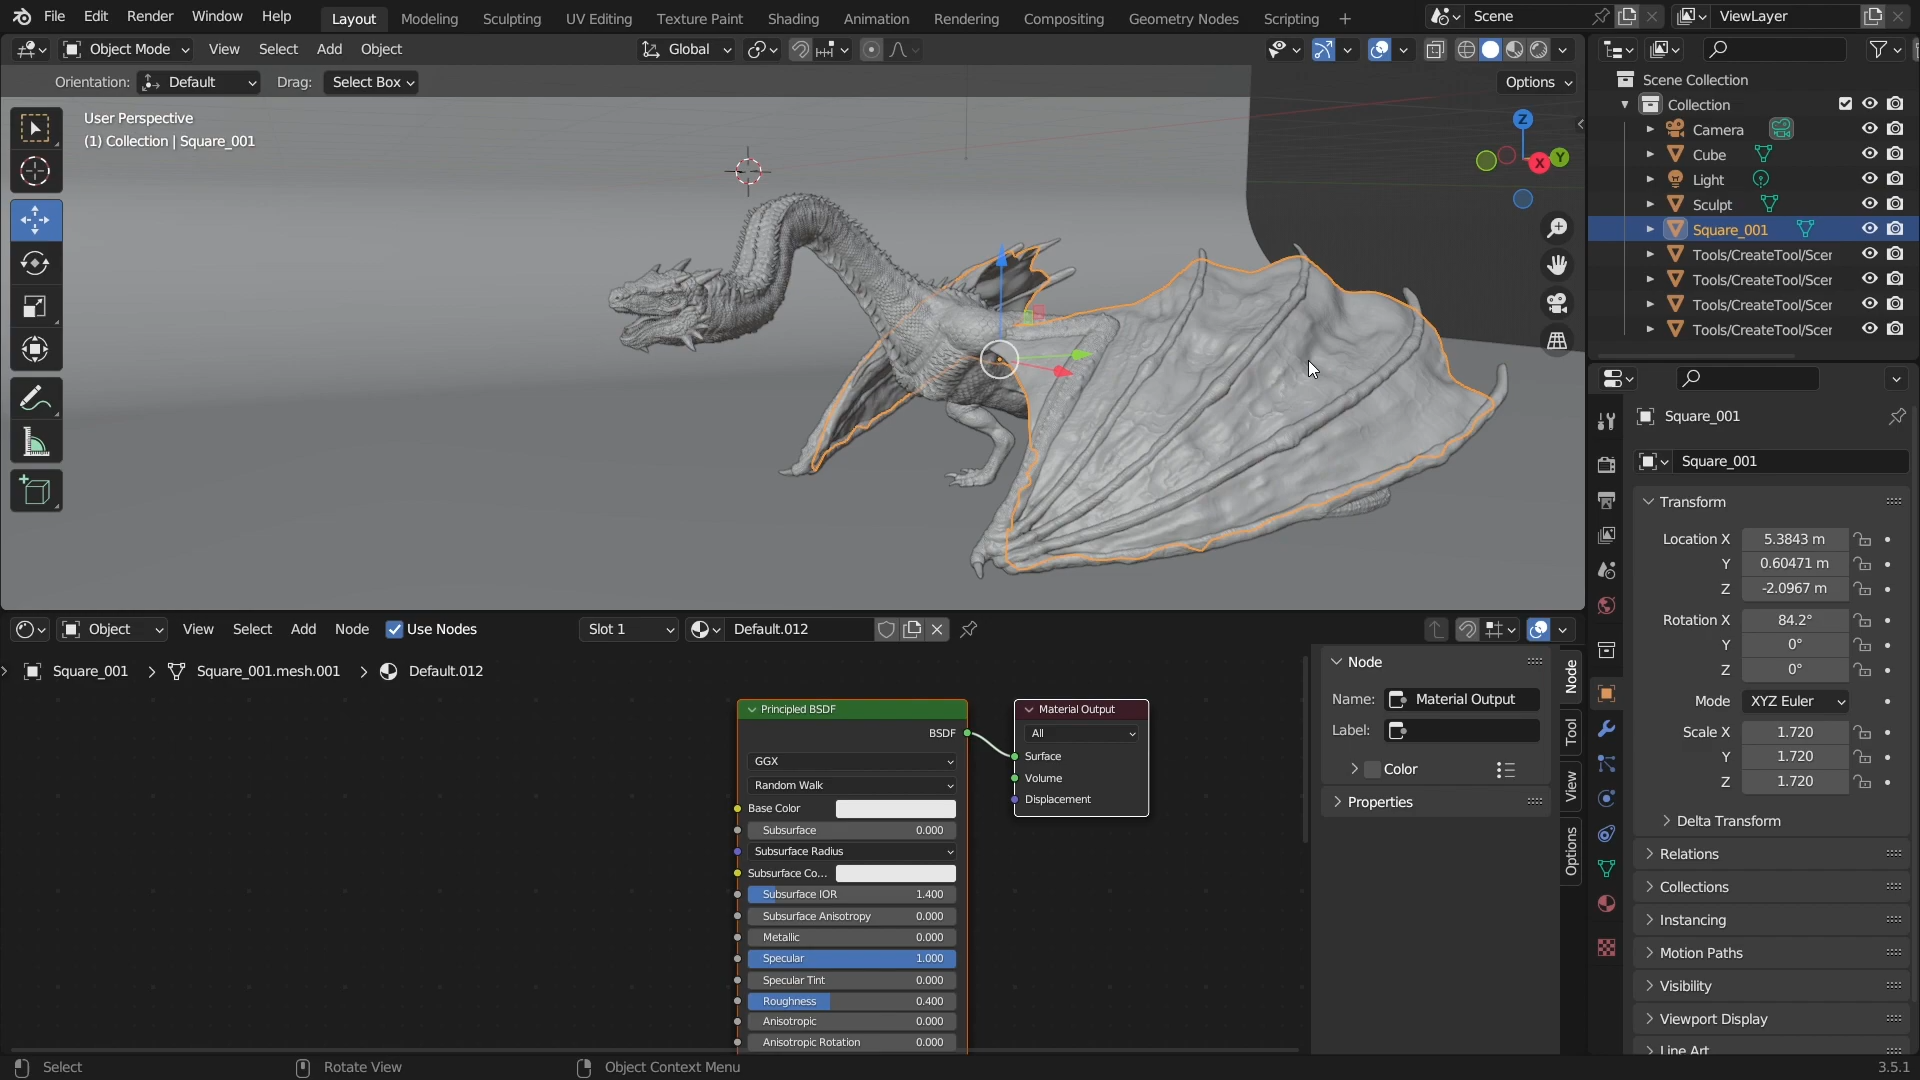 File Edit Render Window Help Layout Modeling Sculpting UV Editing Texture Paint Shading Animation Rendering Compositing Geometry Nodes Scripting + Scene ViewLayer
Object Mode View Select Add Object Global
Orientation: Default Drag: Select Box Options
User Perspective
(1) Collection | Square_001
Z
X
Y
Scene Collection
Collection
Camera
Cube
Light
Sculpt
Square_001
Tools/CreateTool/Scer
Tools/CreateTool/Scer
Tools/CreateTool/Scer
Tools/CreateTool/Scer
Square_001
Square_001
Transform
Location X 5.3843 m
Y 0.60471 m
Z -2.0967 m
Rotation X 84.2°
Y 0°
Z 0°
Mode XYZ Euler
Scale X 1.720
Y 1.720
Z 1.720
Delta Transform
Relations
Collections
Instancing
Motion Paths
Visibility
Viewport Display
Line Art
Object View Select Add Node Use Nodes Slot 1 Default.012
Square_001 > Square_001.mesh.001 > Default.012
Principled BSDF
BSDF
GGX
Random Walk
Base Color
Subsurface 0.000
Subsurface Radius
Subsurface Co...
Subsurface IOR 1.400
Subsurface Anisotropy 0.000
Metallic 0.000
Specular 1.000
Specular Tint 0.000
Roughness 0.400
Anisotropic 0.000
Anisotropic Rotation 0.000
Material Output
All
Surface
Volume
Displacement
Node
Name: Material Output
Label:
Color
Properties
Node
Tool
View
Options
Select Rotate View Object Context Menu 3.5.1